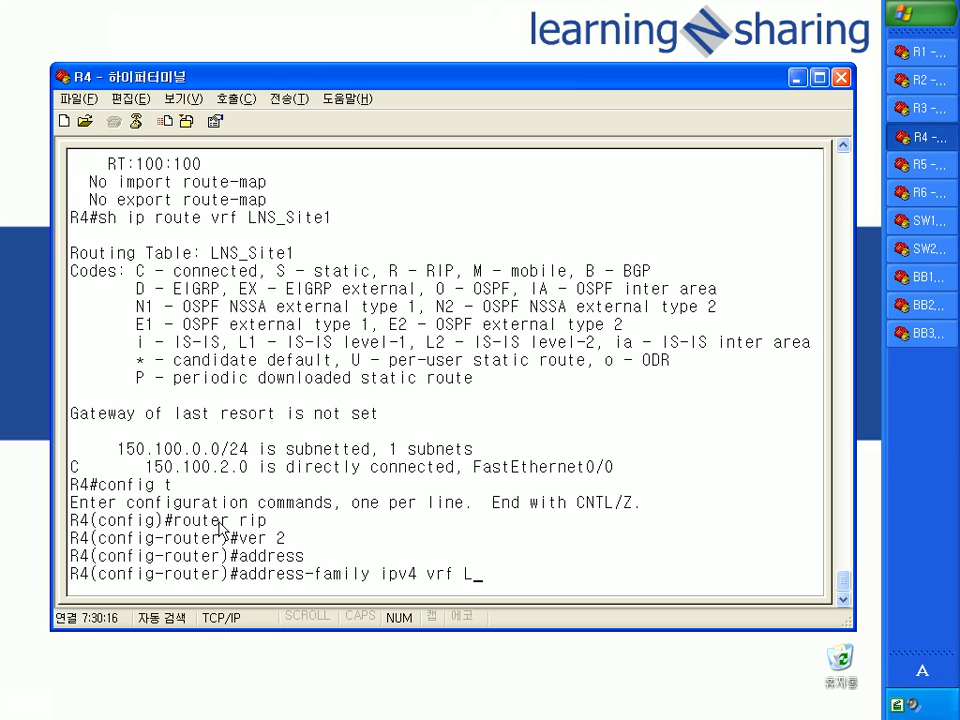 learning N sharing
R4 - 하이퍼터미널
파일(F) 편집(E) 보기(V) 호출(C) 전송(T) 도움말(H)
RT:100:100
No import route-map
No export route-map
R4#sh ip route vrf LNS_Site1
Routing Table: LNS_Site1
Codes: C - connected, S - static, R - RIP, M - mobile, B - BGP
D - EIGRP, EX - EIGRP external, O - OSPF, IA - OSPF inter area
N1 - OSPF NSSA external type 1, N2 - OSPF NSSA external type 2
E1 - OSPF external type 1, E2 - OSPF external type 2
i - IS-IS, L1 - IS-IS level-1, L2 - IS-IS level-2, ia - IS-IS inter area
* - candidate default, U - per-user static route, o - ODR
P - periodic downloaded static route
Gateway of last resort is not set
150.100.0.0/24 is subnetted, 1 subnets
C 150.100.2.0 is directly connected, FastEthernet0/0
R4#config t
Enter configuration commands, one per line. End with CNTL/Z.
R4(config)#router rip
R4(config-router)#ver 2
R4(config-router)#address
R4(config-router)#address-family ipv4 vrf L_
연결 7:30:16 자동 검색 TCP/IP SCROLL CAPS NUM 캡 에코
휴지통
R1 -...
R2 -...
R3 -...
R4 -...
R5 -...
R6 -...
SW1...
SW2...
BB1...
BB2...
BB3...
A